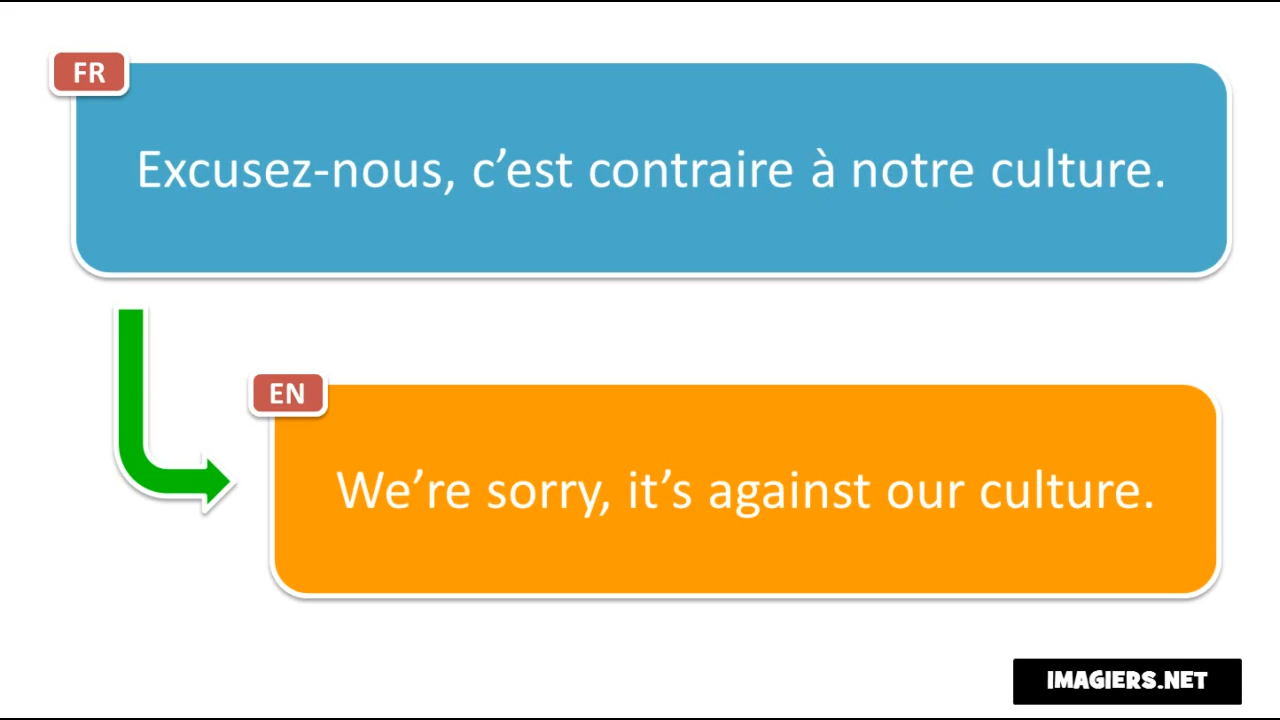 FR
Excusez-nous, c’est contraire à notre culture.
EN
We’re sorry, it’s against our culture.
IMAGIERS.NET